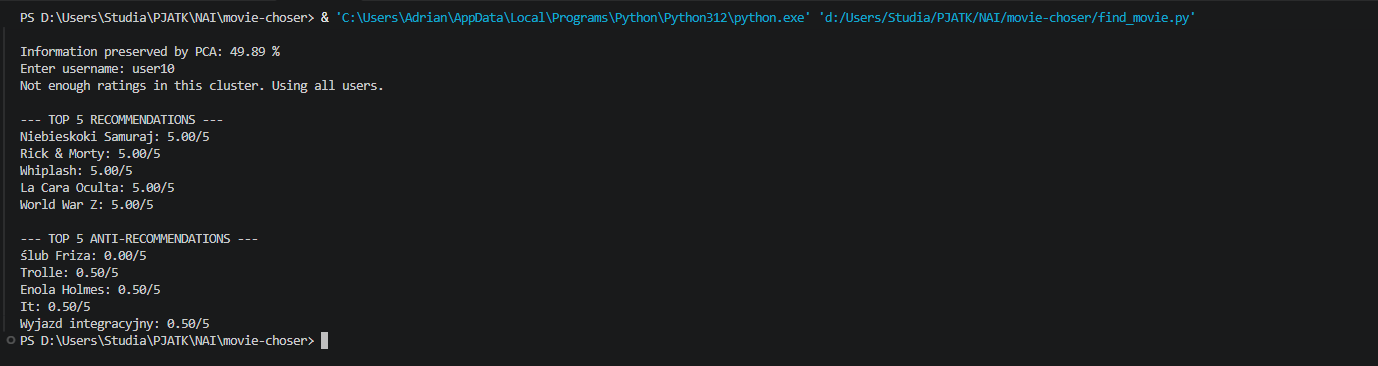 PS D:\Users\Studia\PJATK\NAI\movie-choser> & 'C:\Users\Adrian\AppData\Local\Programs\Python\Python312\python.exe' 'd:/Users/Studia/PJATK/NAI/movie-choser/find_movie.py'
Information preserved by PCA: 49.89 %
Enter username: user10
Not enough ratings in this cluster. Using all users.
--- TOP 5 RECOMMENDATIONS ---
Niebieskoki Samuraj: 5.00/5
Rick & Morty: 5.00/5
Whiplash: 5.00/5
La Cara Oculta: 5.00/5
World War Z: 5.00/5
--- TOP 5 ANTI-RECOMMENDATIONS ---
ślub Friza: 0.00/5
Trolle: 0.50/5
Enola Holmes: 0.50/5
It: 0.50/5
Wyjazd integracyjny: 0.50/5
PS D:\Users\Studia\PJATK\NAI\movie-choser>